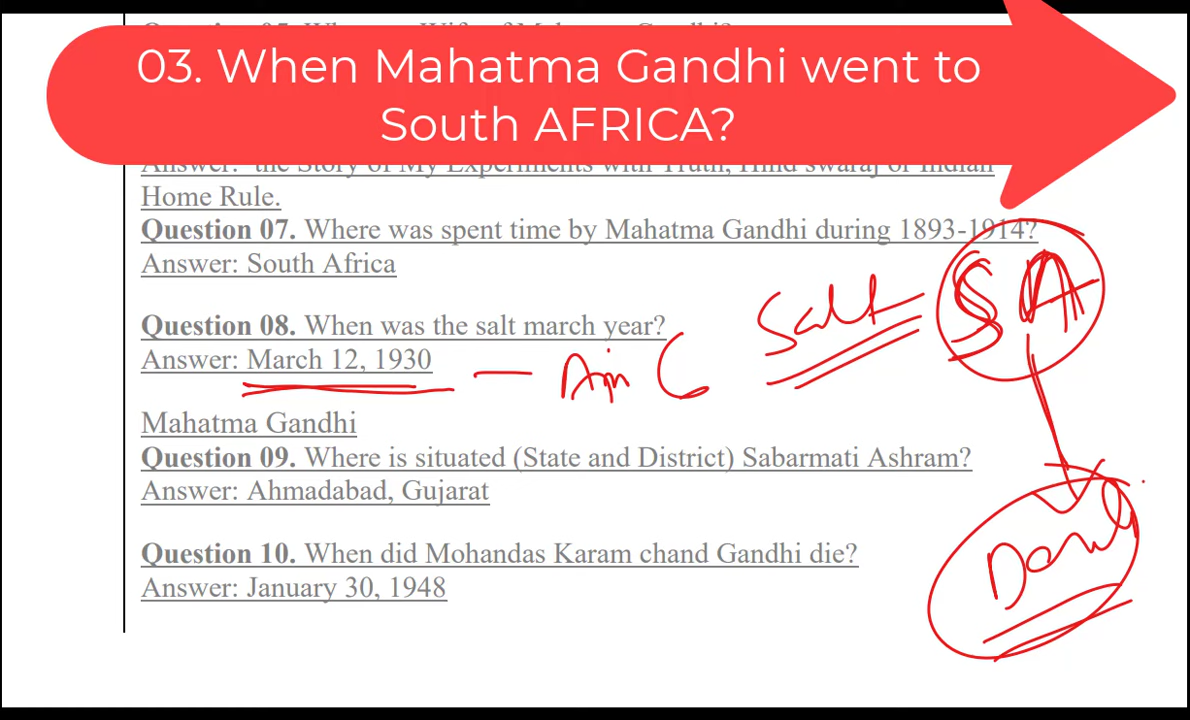 03. When Mahatma Gandhi went to
South AFRICA?
Home Rule.
Question 07. Where was spent time by Mahatma Gandhi during 1893-1914?
Answer: South Africa
Salt
S A
Question 08. When was the salt march year?
Answer: March 12, 1930
Mahatma Gandhi
Question 09. Where is situated (State and District) Sabarmati Ashram?
Answer: Ahmadabad, Gujarat
Question 10. When did Mohandas Karam chand Gandhi die?
Answer: January 30, 1948